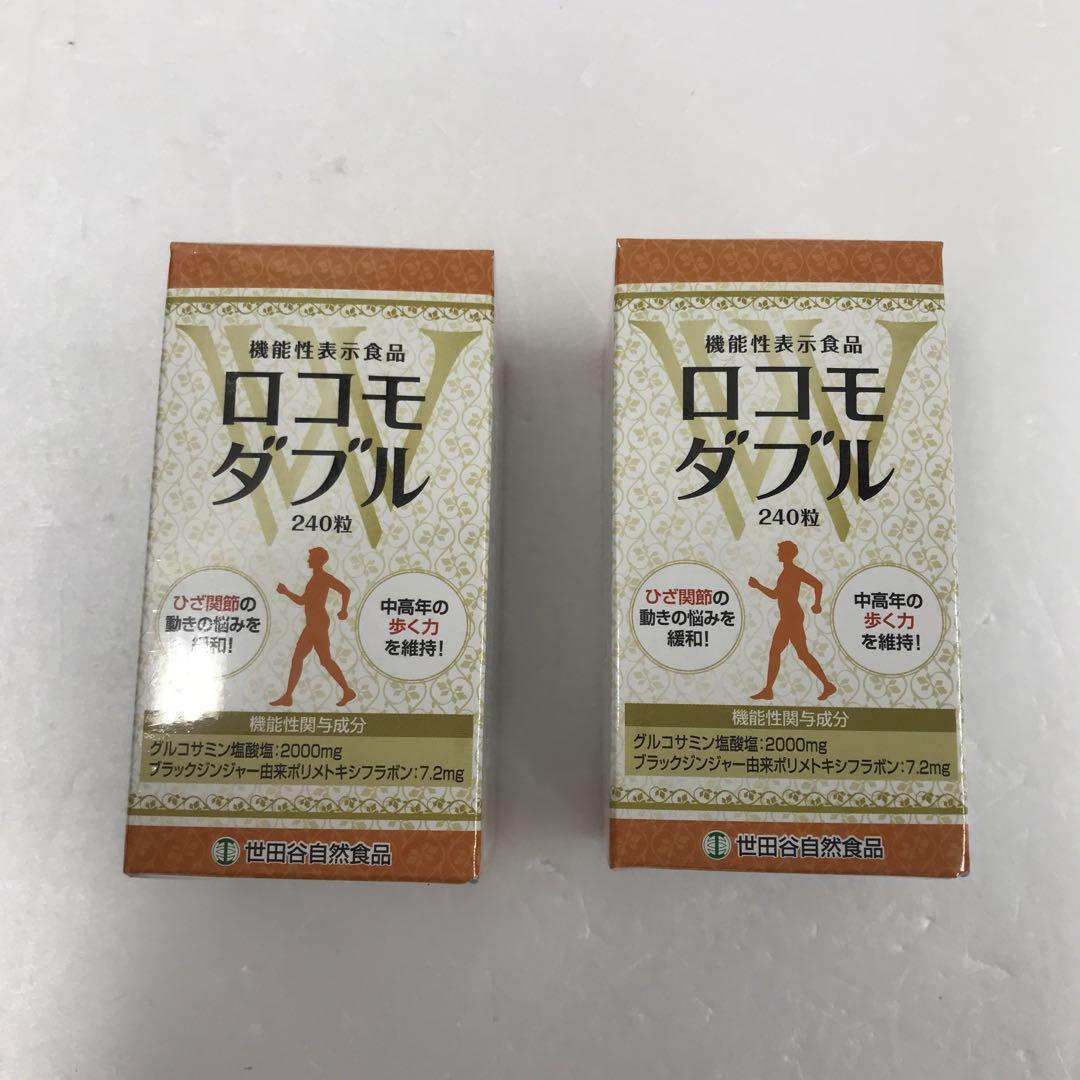 機能性表示食品
ロコモ
ダブル
240粒
ひざ関節の
動きの悩みを
緩和!
中高年の
歩く力
を維持!
機能性関与成分
グルコサミン塩酸塩:2000mg
ブラックジンジャー由来ポリメトキシフラボン:7.2mg
世田谷自然食品
機能性表示食品
ロコモ
ダブル
240粒
ひざ関節の
動きの悩みを
緩和!
中高年の
歩く力
を維持!
機能性関与成分
グルコサミン塩酸塩:2000mg
ブラックジンジャー由来ポリメトキシフラボン:7.2mg
世田谷自然食品